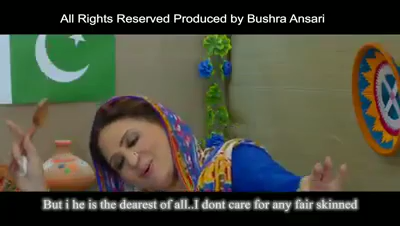 All Rights Reserved Produced by Bushra Ansari
But i he is the dearest of all..I dont care for any fair skinned